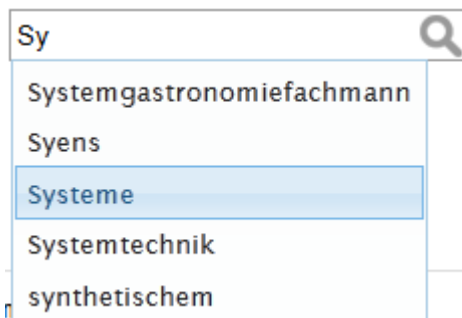 Sy
Systemgastronomiefachmann
Syens
Systeme
Systemtechnik
synthetischem